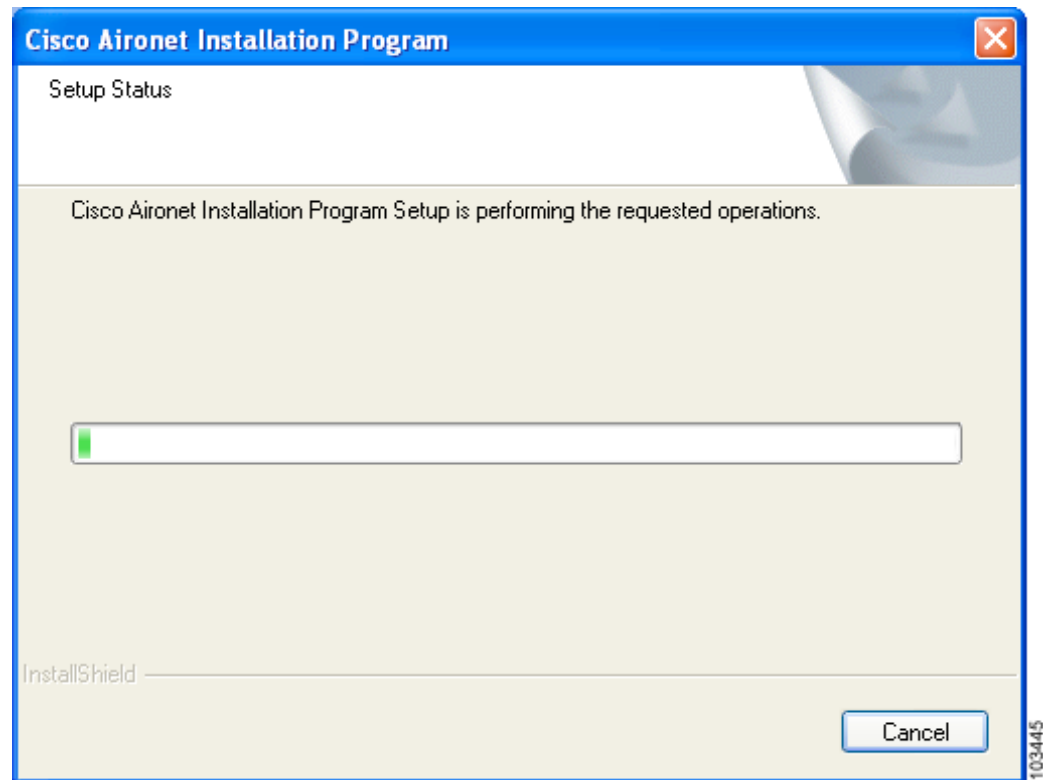 Cisco Aironet Installation Program
Setup Status
Cisco Aironet Installation Program Setup is performing the requested operations.
InstallShield
Cancel
103445